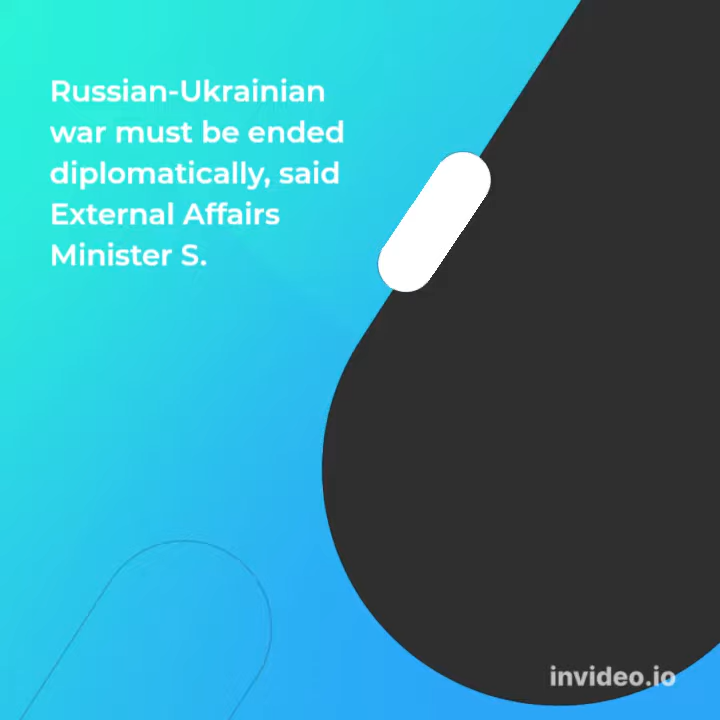 Russian-Ukrainian
war must be ended
diplomatically, said
External Affairs
Minister S.
invideo.io